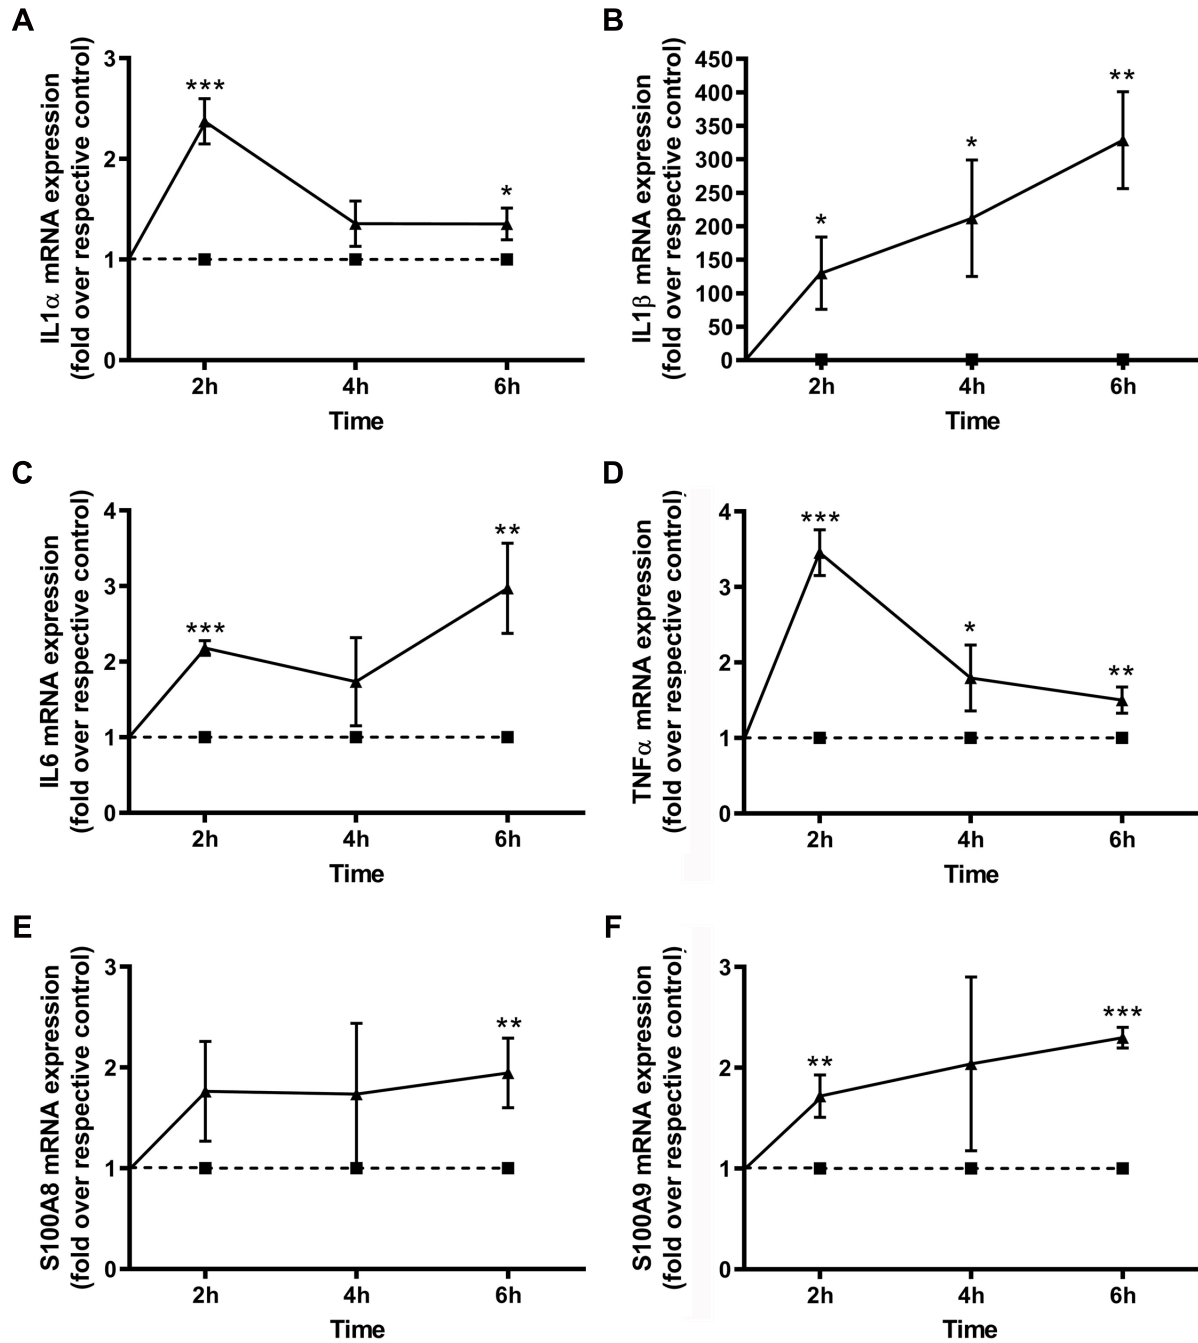 A
IL1α mRNA expression
(fold over respective control)
3
2
1
0
***
*
2h 4h 6h
Time
B
IL1β mRNA expression
(fold over respective control)
450
400
350
300
250
200
150
100
50
0
*
*
**
2h 4h 6h
Time
C
IL6 mRNA expression
(fold over respective control)
4
3
2
1
0
***
**
2h 4h 6h
Time
D
TNFα mRNA expression
(fold over respective control)
4
3
2
1
0
***
*
**
2h 4h 6h
Time
E
S100A8 mRNA expression
(fold over respective control)
3
2
1
0
**
2h 4h 6h
Time
F
S100A9 mRNA expression
(fold over respective control)
3
2
1
0
**
***
2h 4h 6h
Time